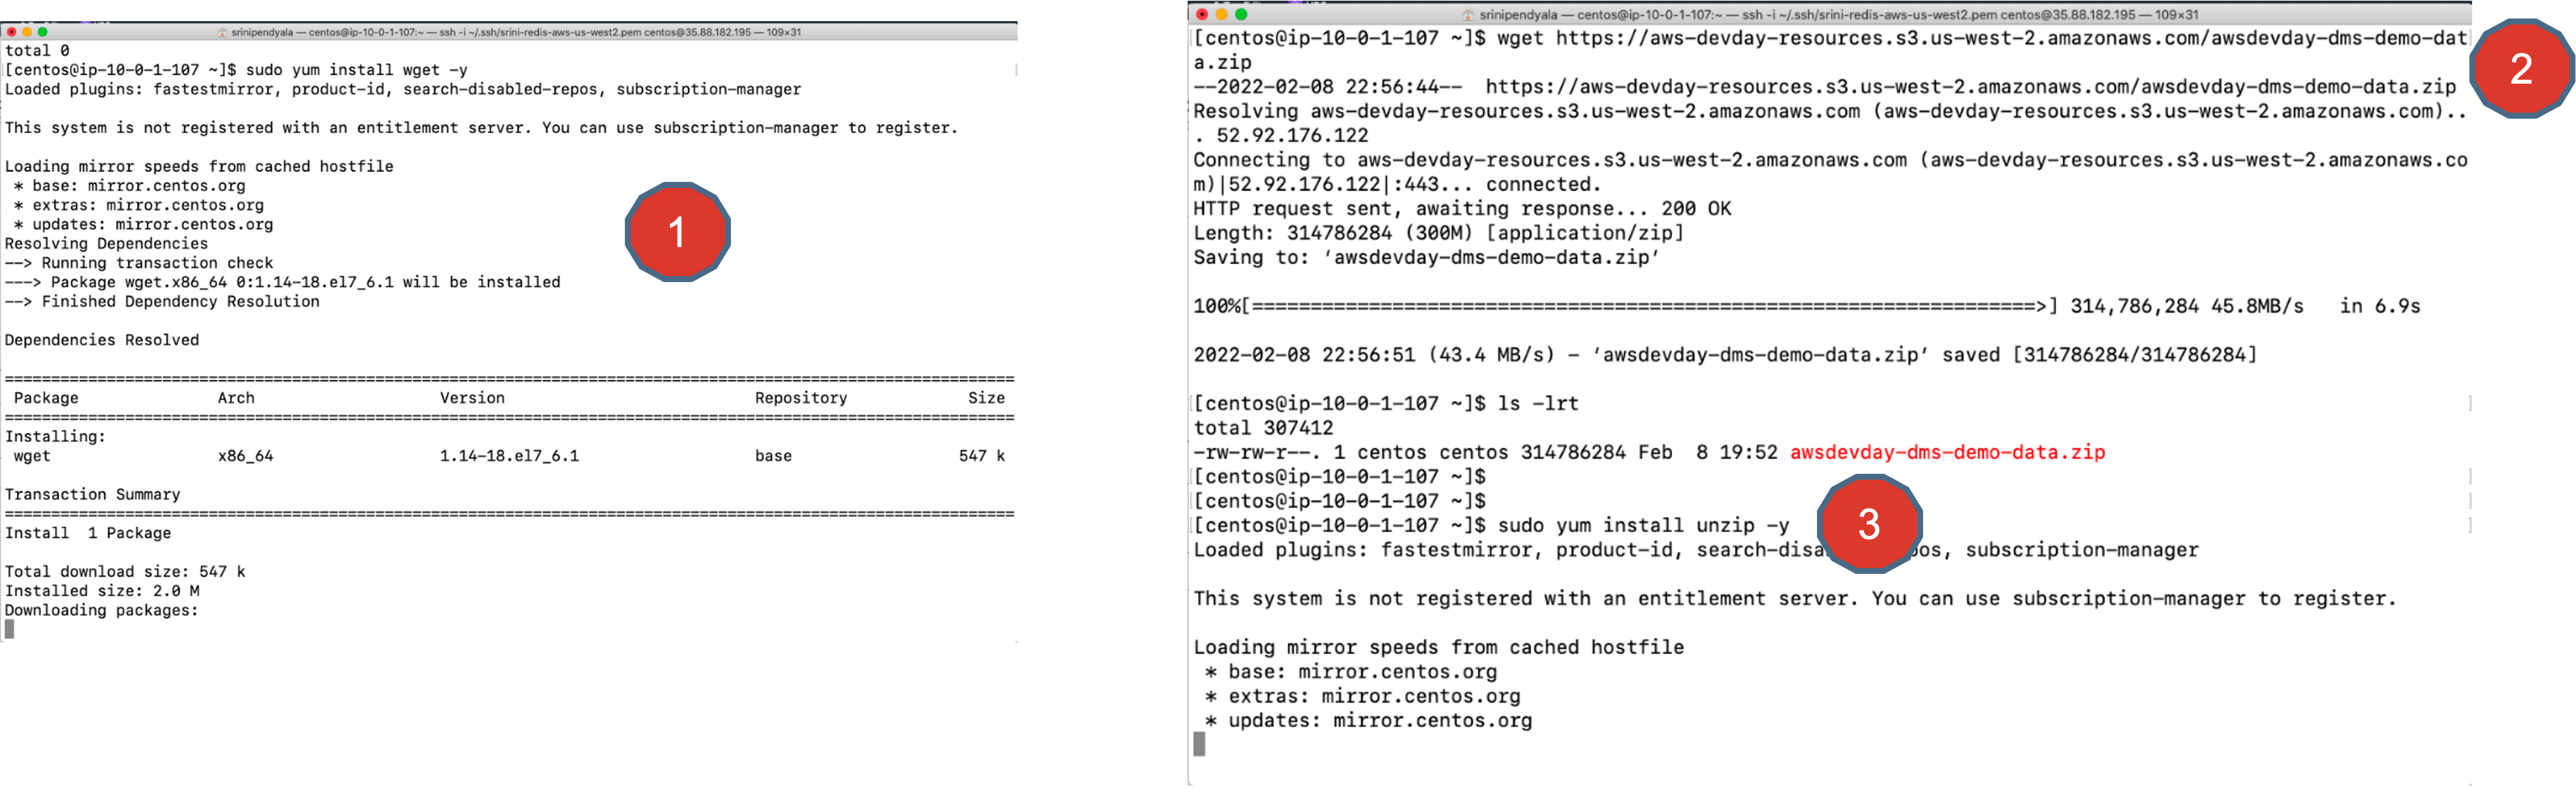 srinipendyala — centos@ip-10-0-1-107:~ — ssh -i ~/.ssh/srini-redis-aws-us-west2.pem centos@35.88.182.195 — 109×31
total 0
[centos@ip-10-0-1-107 ~]$ sudo yum install wget -y
Loaded plugins: fastestmirror, product-id, search-disabled-repos, subscription-manager
This system is not registered with an entitlement server. You can use subscription-manager to register.
Loading mirror speeds from cached hostfile
* base: mirror.centos.org
* extras: mirror.centos.org
* updates: mirror.centos.org
Resolving Dependencies
--> Running transaction check
---> Package wget.x86_64 0:1.14-18.el7_6.1 will be installed
--> Finished Dependency Resolution
Dependencies Resolved
================================================================================
Package Arch Version Repository Size
================================================================================
Installing:
wget x86_64 1.14-18.el7_6.1 base 547 k
Transaction Summary
================================================================================
Install 1 Package
Total download size: 547 k
Installed size: 2.0 M
Downloading packages:
1
srinipendyala — centos@ip-10-0-1-107:~ — ssh -i ~/.ssh/srini-redis-aws-us-west2.pem centos@35.88.182.195 — 109×31
[centos@ip-10-0-1-107 ~]$ wget https://aws-devday-resources.s3.us-west-2.amazonaws.com/awsdevday-dms-demo-dat
a.zip
--2022-02-08 22:56:44-- https://aws-devday-resources.s3.us-west-2.amazonaws.com/awsdevday-dms-demo-data.zip
Resolving aws-devday-resources.s3.us-west-2.amazonaws.com (aws-devday-resources.s3.us-west-2.amazonaws.com)..
. 52.92.176.122
Connecting to aws-devday-resources.s3.us-west-2.amazonaws.com (aws-devday-resources.s3.us-west-2.amazonaws.co
m)|52.92.176.122|:443... connected.
HTTP request sent, awaiting response... 200 OK
Length: 314786284 (300M) [application/zip]
Saving to: ‘awsdevday-dms-demo-data.zip’
100%[===================================================================>] 314,786,284 45.8MB/s in 6.9s
2022-02-08 22:56:51 (43.4 MB/s) - ‘awsdevday-dms-demo-data.zip’ saved [314786284/314786284]
[centos@ip-10-0-1-107 ~]$ ls -lrt
total 307412
-rw-rw-r--. 1 centos centos 314786284 Feb 8 19:52 awsdevday-dms-demo-data.zip
[centos@ip-10-0-1-107 ~]$
[centos@ip-10-0-1-107 ~]$
[centos@ip-10-0-1-107 ~]$ sudo yum install unzip -y
Loaded plugins: fastestmirror, product-id, subscription-manager
This system is not registered with an entitlement server. You can use subscription-manager to register.
Loading mirror speeds from cached hostfile
* base: mirror.centos.org
* extras: mirror.centos.org
* updates: mirror.centos.org
2
3